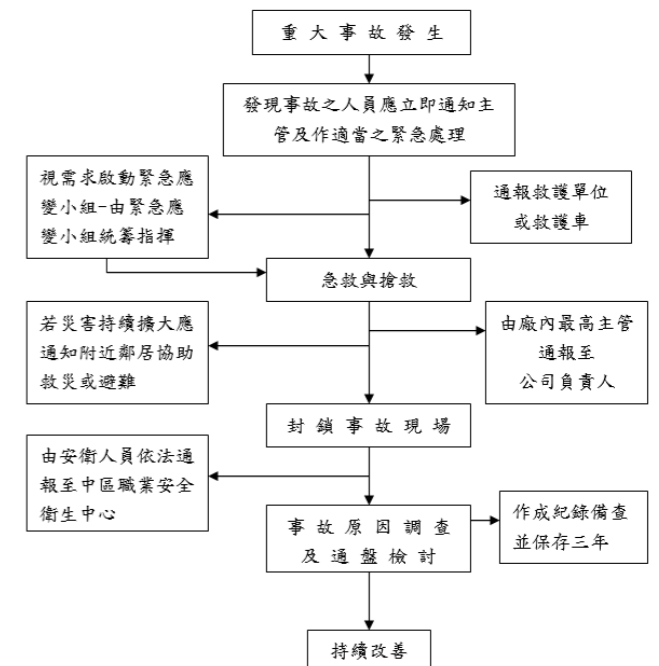 重大事故發生
發現事故之人員應立即通知主
管及作適當之緊急處理
視需求啟動緊急應
變小組-由緊急應
變小組統籌指揮
通報救護單位
或救護車
急救與搶救
若災害持續擴大應
通知附近鄰居協助
救災或避難
由廠內最高主管
通報至
公司負責人
封鎖事故現場
由安衛人員依法通
報至中區職業安全
衛生中心
事故原因調查
及通盤檢討
作成紀錄備查
並保存三年
持續改善